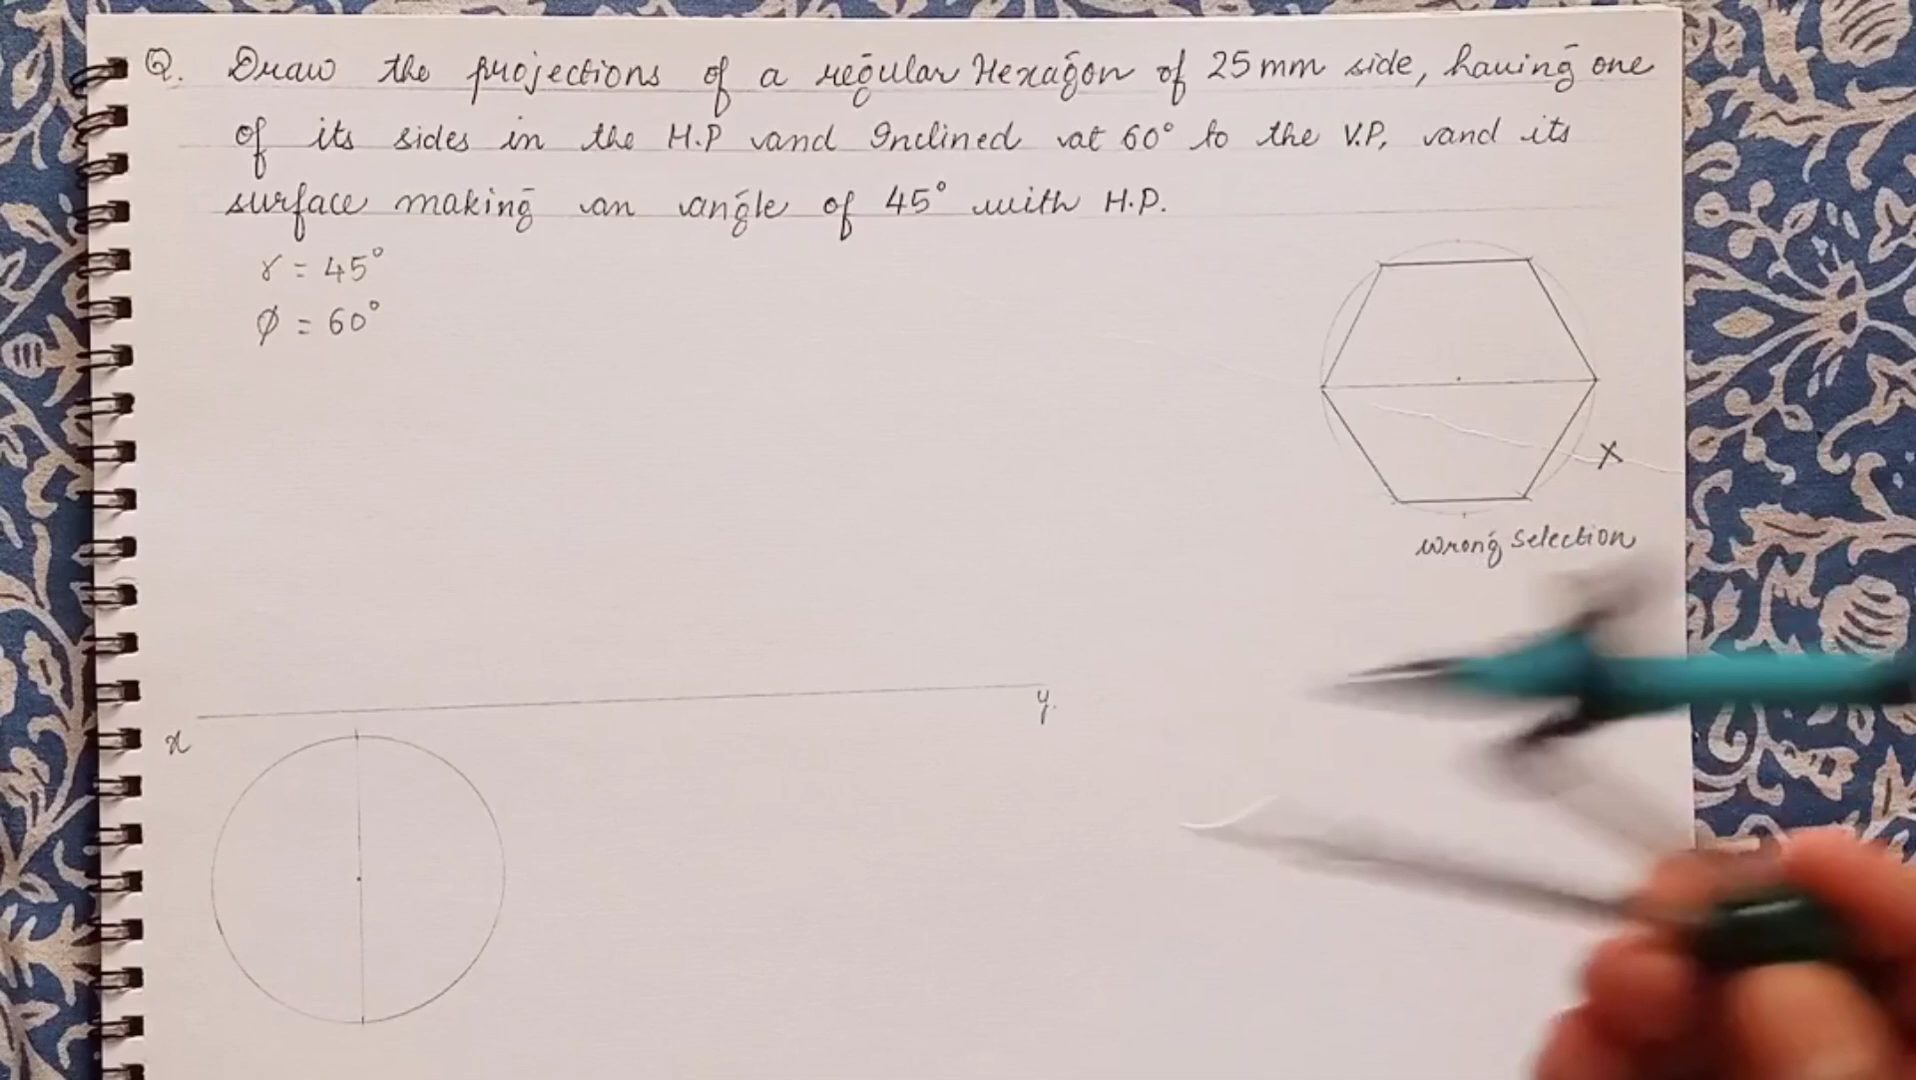 Q. Draw the projections of a regular Hexagon of 25mm side, having one
of its sides in the H.P and Inclined at 60° to the V.P, and its
surface making an angle of 45° with H.P.
γ = 45°
φ = 60°
X
wrong selection
x
y